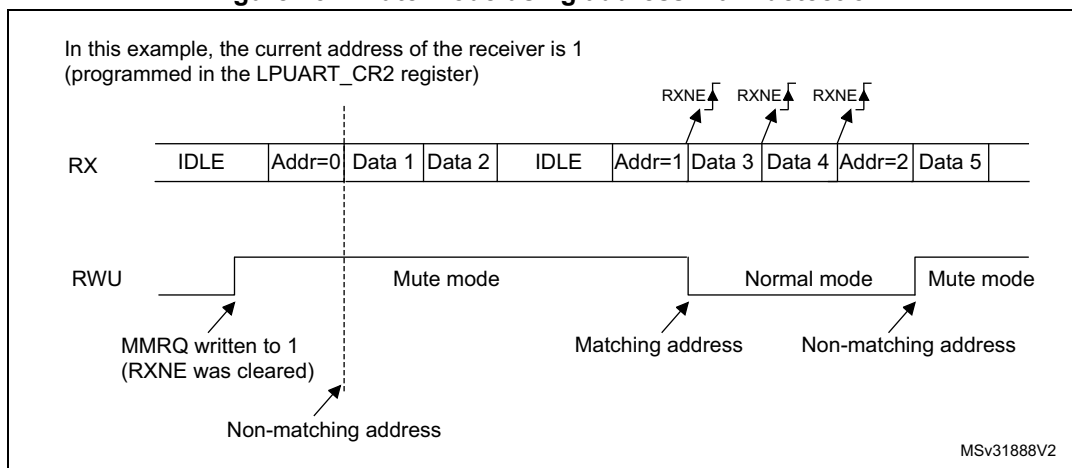 In this example, the current address of the receiver is 1
(programmed in the LPUART_CR2 register)
RXNE RXNE RXNE
RX IDLE Addr=0 Data 1 Data 2 IDLE Addr=1 Data 3 Data 4 Addr=2 Data 5
RWU Mute mode Normal mode Mute mode
MMRQ written to 1 Matching address Non-matching address
(RXNE was cleared)
Non-matching address
MSv31888V2